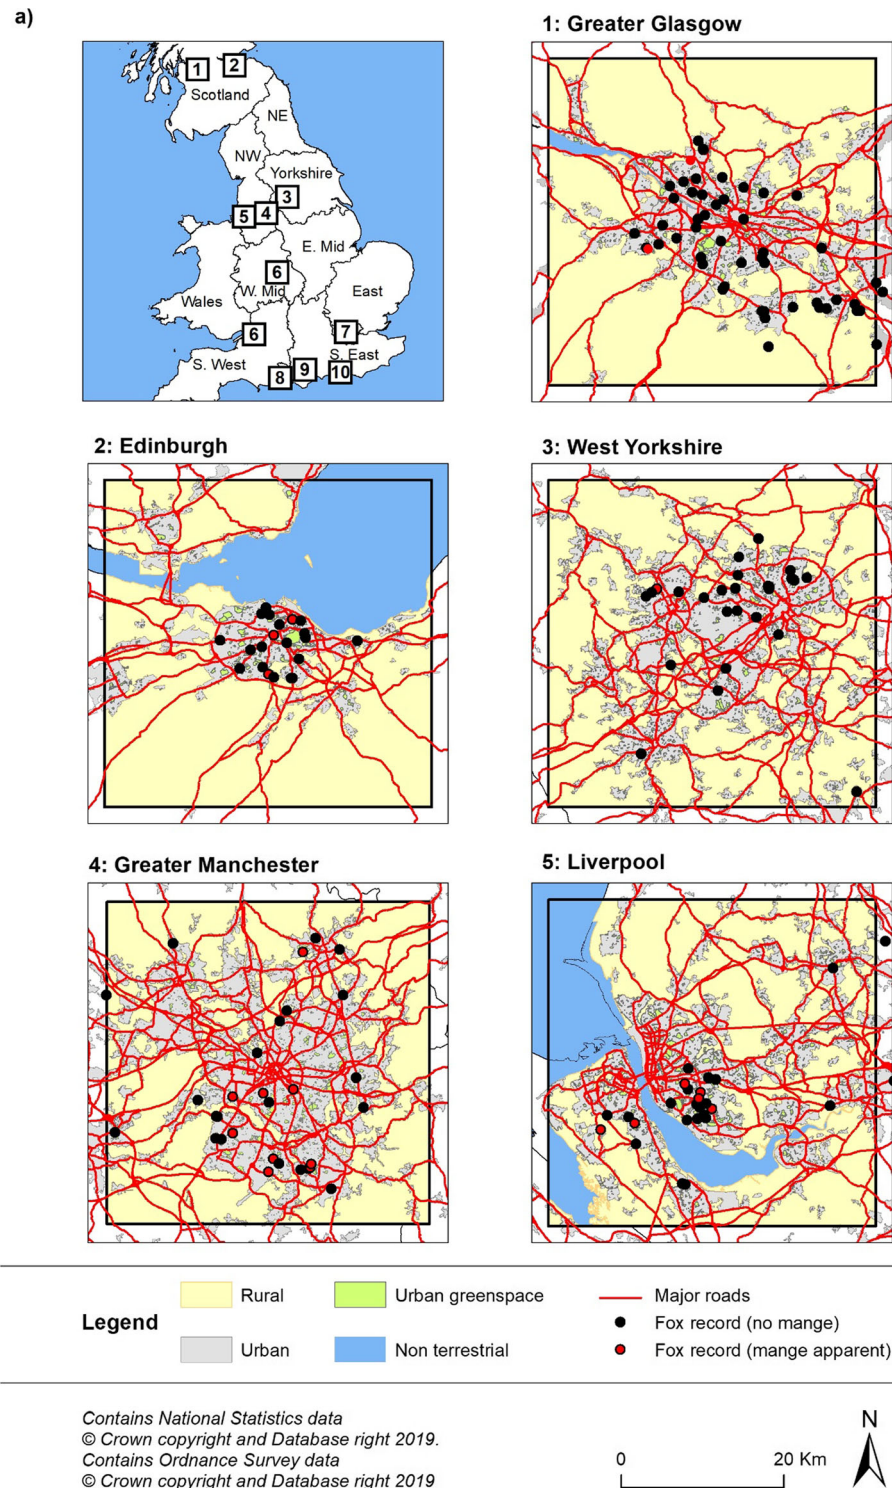 a)
1: Greater Glasgow
1
2
Scotland
NE
NW
Yorkshire
3
5
4
E. Mid
6
W. Mid
East
Wales
6
7
S. East
S. West
8
9
10
2: Edinburgh
3: West Yorkshire
4: Greater Manchester
5: Liverpool
Legend
Rural
Urban greenspace
Major roads
Fox record (no mange)
Urban
Non terrestrial
Fox record (mange apparent)
Contains National Statistics data
© Crown copyright and Database right 2019.
Contains Ordnance Survey data
© Crown copyright and Database right 2019
0
20 Km
N